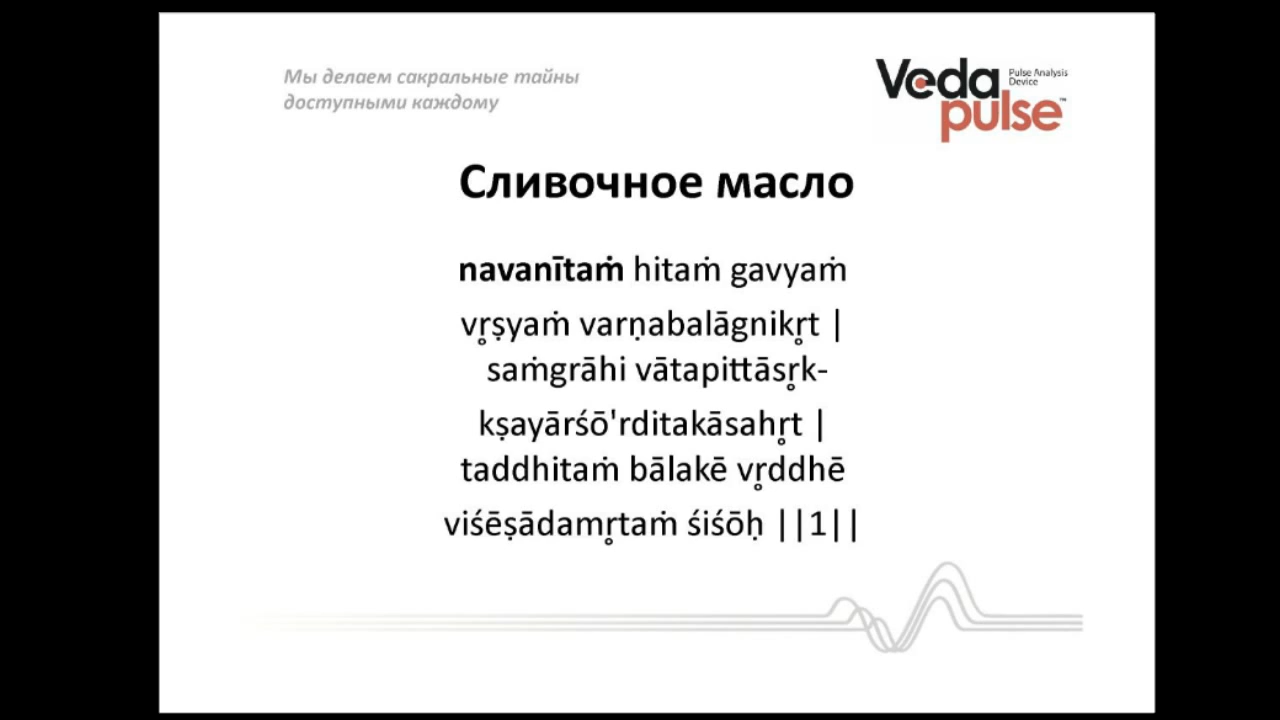 Мы делаем сакральные тайны
доступными каждому
Veda
Pulse Analysis
Device
pulse™
Сливочное масло
navanītaṁ hitaṁ gavyaṁ
vr̥ṣyaṁ varṇabalāgnikr̥t |
saṁgrāhi vātapittāsr̥k-
kṣayārśō'rditakāsahr̥t |
taddhitaṁ bālakē vr̥ddhē
viśēṣādamr̥taṁ śiśōḥ ||1||